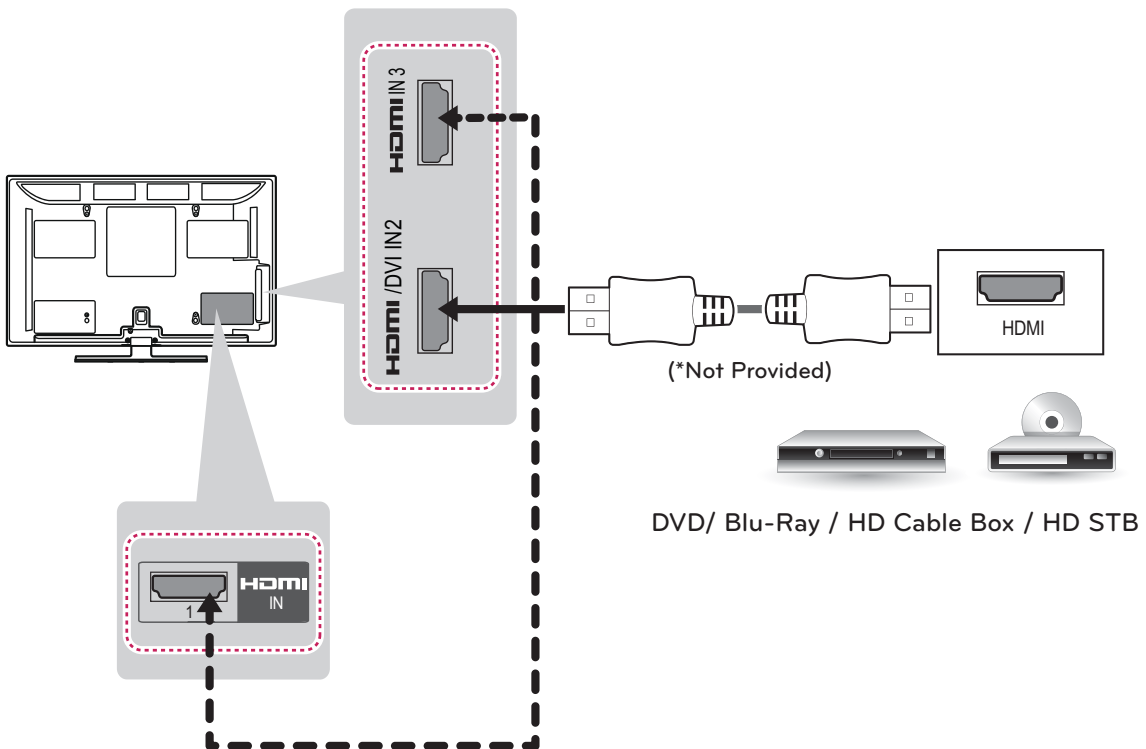 HDMI IN 3
HDMI /DVI IN2
HDMI
(*Not Provided)
DVD/ Blu-Ray / HD Cable Box / HD STB
1
HDMI
IN